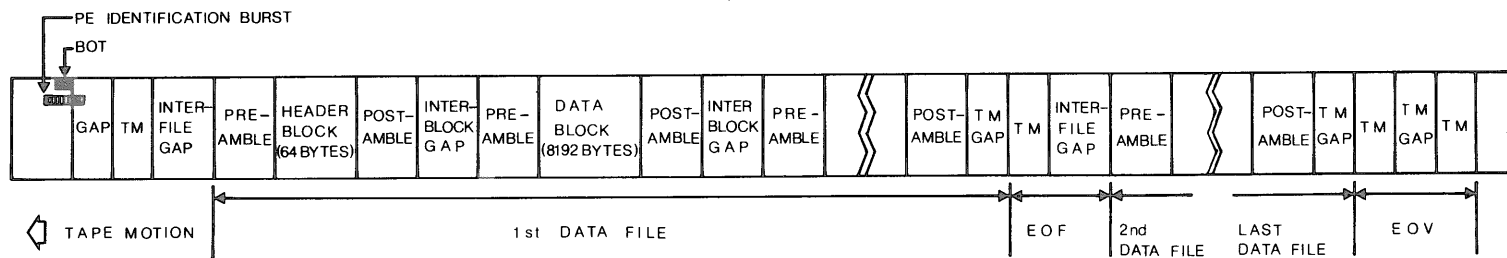 PE IDENTIFICATION BURST
BOT
GAP
TM
INTER-
FILE
GAP
PRE-
AMBLE
HEADER
BLOCK
(64 BYTES)
POST-
AMBLE
INTER-
BLOCK
GAP
PRE-
AMBLE
DATA
BLOCK
(8192 BYTES)
POST-
AMBLE
INTER
BLOCK
GAP
PRE-
AMBLE
POST-
AMBLE
TM
GAP
TM
INTER-
FILE
GAP
PRE-
AMBLE
POST-
AMBLE
TM
GAP
TM
TM
GAP
TM
TAPE MOTION
1st DATA FILE
EOF
2nd
DATA FILE
LAST
DATA FILE
EOV